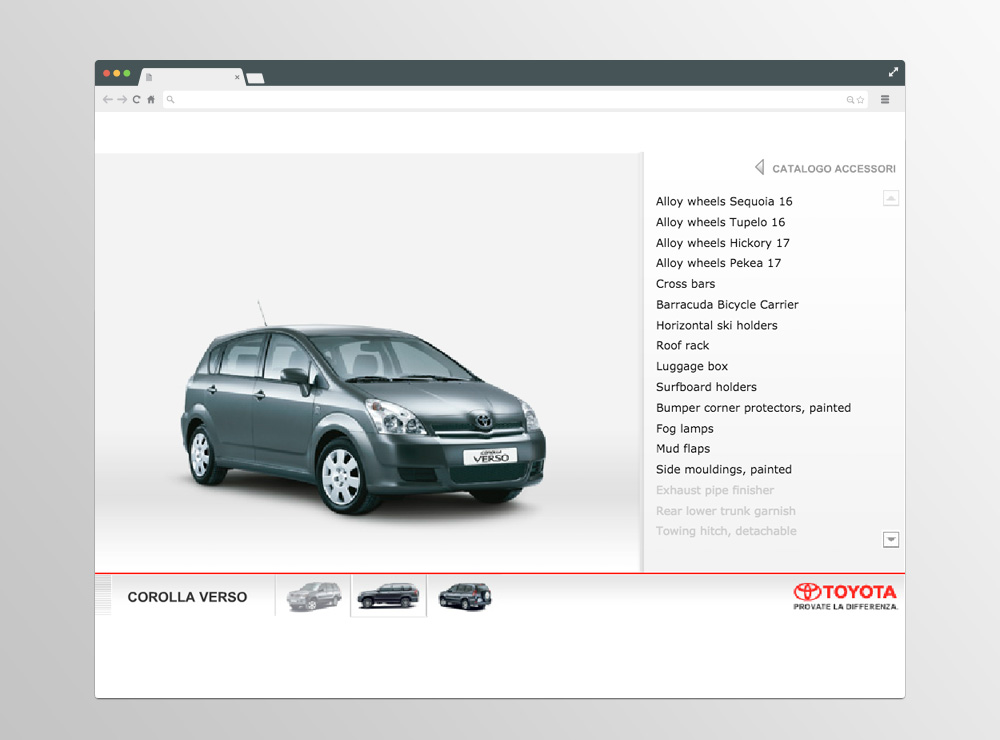 CATALOGO ACCESSORI
Alloy wheels Sequoia 16
Alloy wheels Tupelo 16
Alloy wheels Hickory 17
Alloy wheels Pekea 17
Cross bars
Barracuda Bicycle Carrier
Horizontal ski holders
Roof rack
Luggage box
Surfboard holders
Bumper corner protectors, painted
Fog lamps
Mud flaps
Side mouldings, painted
Exhaust pipe finisher
Rear lower trunk garnish
Towing hitch, detachable
COROLLA
VERSO
COROLLA VERSO
TOYOTA
PROVATE LA DIFFERENZA.